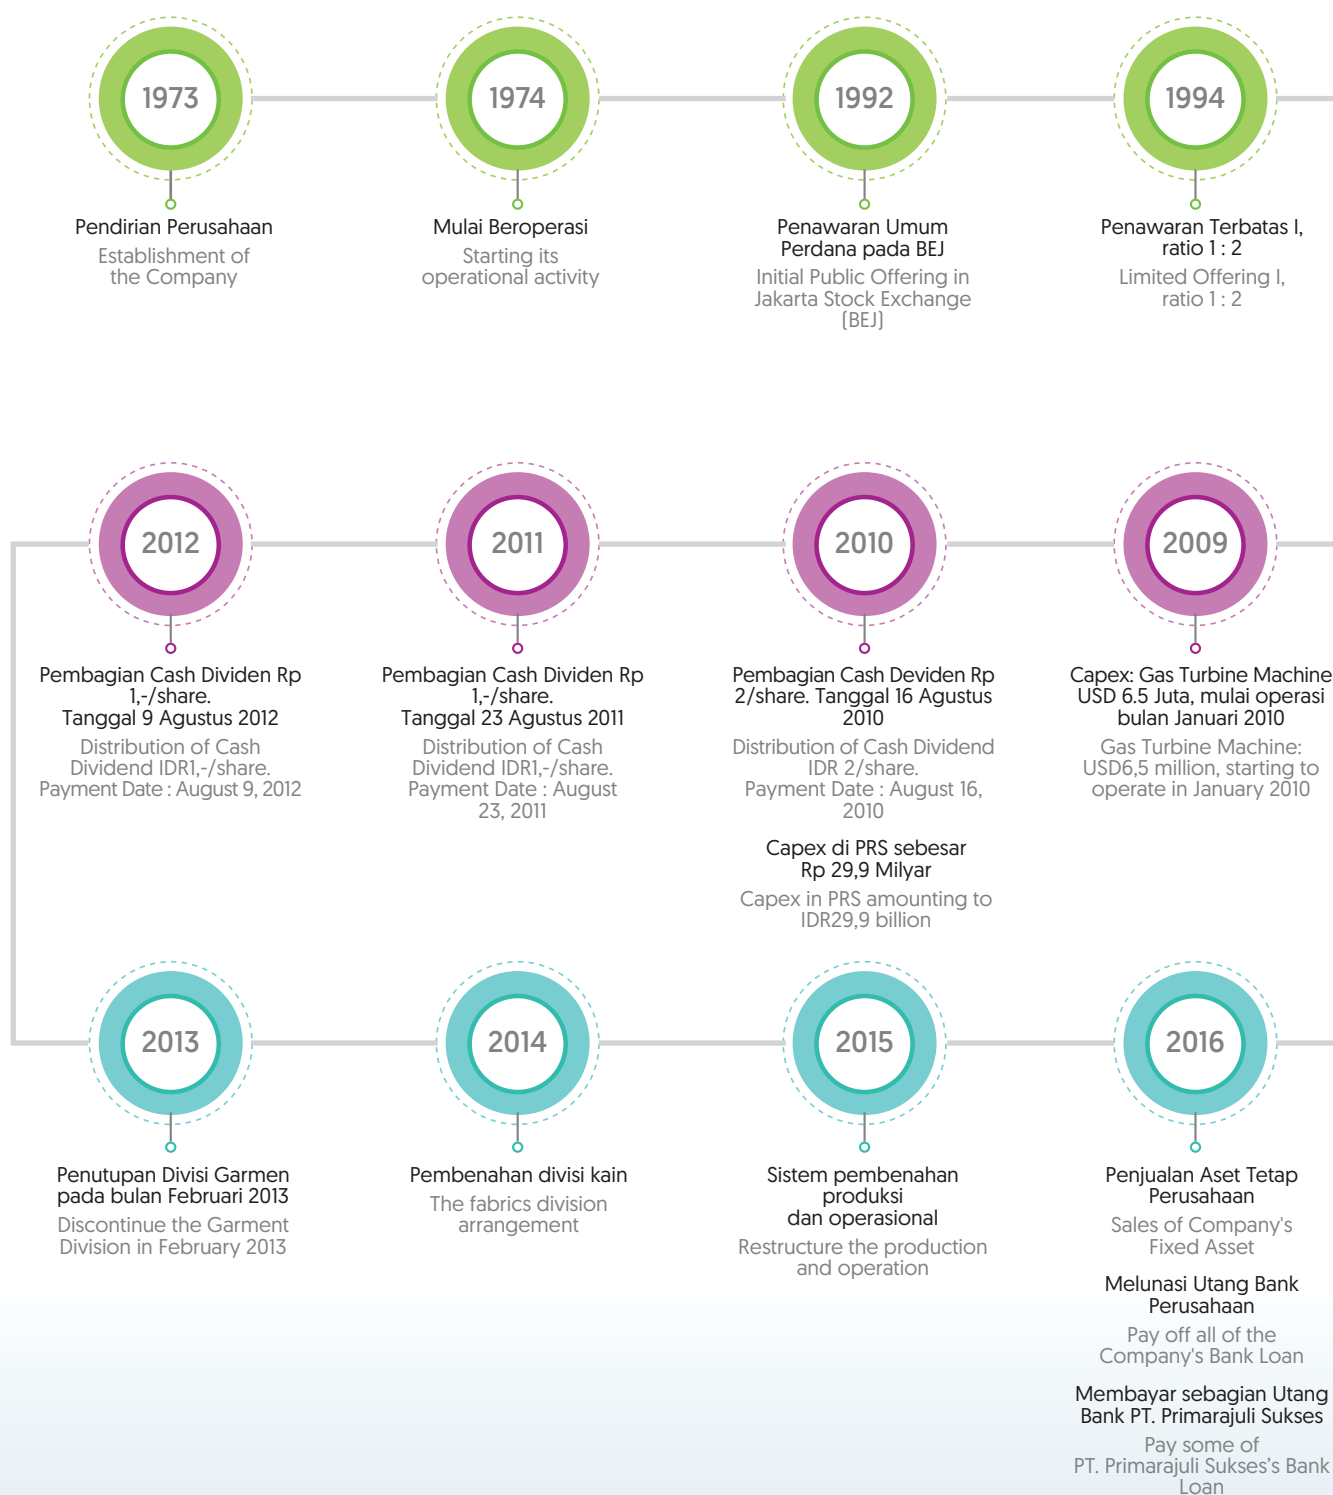 1973
Pendirian Perusahaan
Establishment of
the Company
1974
Mulai Beroperasi
Starting its
operational activity
1992
Penawaran Umum
Perdana pada BEJ
Initial Public Offering in
Jakarta Stock Exchange
(BEJ)
1994
Penawaran Terbatas I,
ratio 1 : 2
Limited Offering I,
ratio 1 : 2
2012
Pembagian Cash Dividen Rp
1,-/share.
Tanggal 9 Agustus 2012
Distribution of Cash
Dividend IDR1,-/share.
Payment Date : August 9, 2012
2011
Pembagian Cash Dividen Rp
1,-/share.
Tanggal 23 Agustus 2011
Distribution of Cash
Dividend IDR1,-/share.
Payment Date : August
23, 2011
2010
Pembagian Cash Deviden Rp
2/share. Tanggal 16 Agustus
2010
Distribution of Cash Dividend
IDR 2/share.
Payment Date : August 16,
2010
Capex di PRS sebesar
Rp 29,9 Milyar
Capex in PRS amounting to
IDR29,9 billion
2009
Capex: Gas Turbine Machine
USD 6.5 Juta, mulai operasi
bulan Januari 2010
Gas Turbine Machine:
USD6,5 million, starting to
operate in January 2010
2013
Penutupan Divisi Garmen
pada bulan Februari 2013
Discontinue the Garment
Division in February 2013
2014
Pembenahan divisi kain
The fabrics division
arrangement
2015
Sistem pembenahan
produksi
dan operasional
Restructure the production
and operation
2016
Penjualan Aset Tetap
Perusahaan
Sales of Company's
Fixed Asset
Melunasi Utang Bank
Perusahaan
Pay off all of the
Company's Bank Loan
Membayar sebagian Utang
Bank PT. Primarajuli Sukses
Pay some of
PT. Primarajuli Sukses's Bank
Loan